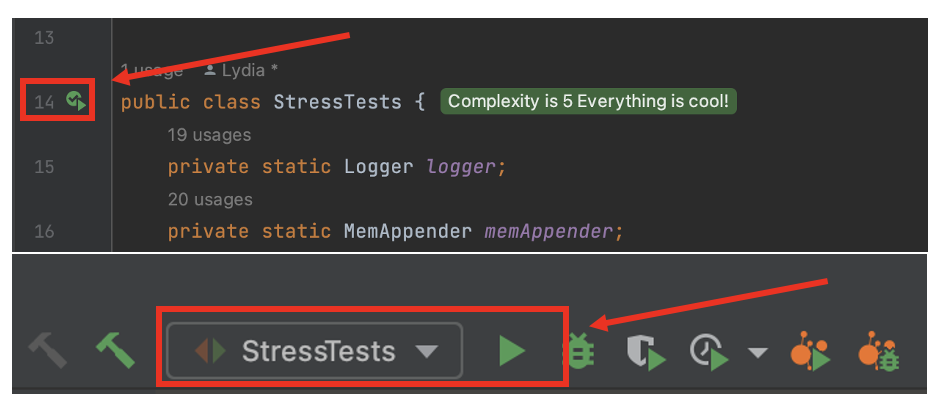 13
1 usage Lydia *
14 public class StressTests { Complexity is 5 Everything is cool!
19 usages
15 private static Logger logger;
20 usages
16 private static MemAppender memAppender;
StressTests